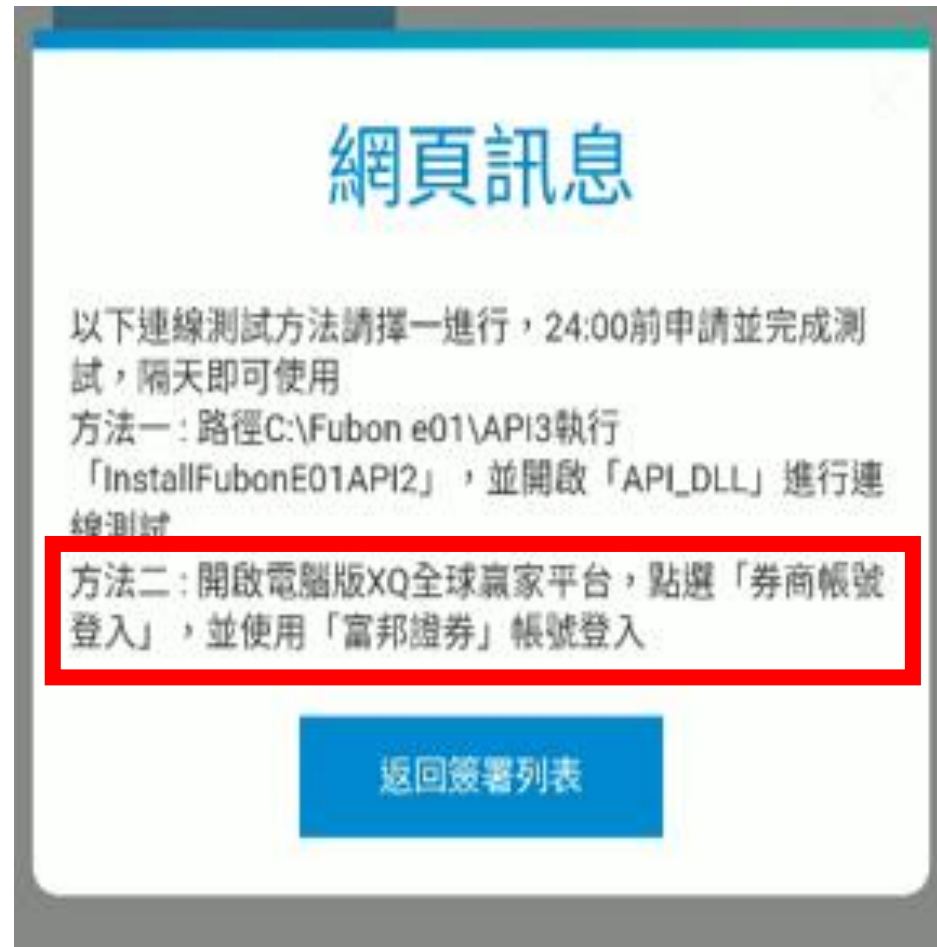 網頁訊息
以下連線測試方法請擇一進行，24:00前申請並完成測
試，隔天即可使用
方法一 : 路徑C:\Fubon e01\API3執行
「InstallFubonE01API2」，並開啟「API_DLL」進行連
線測試
方法二 : 開啟電腦版XQ全球贏家平台，點選「券商帳號
登入」，並使用「富邦證券」帳號登入
返回簽署列表